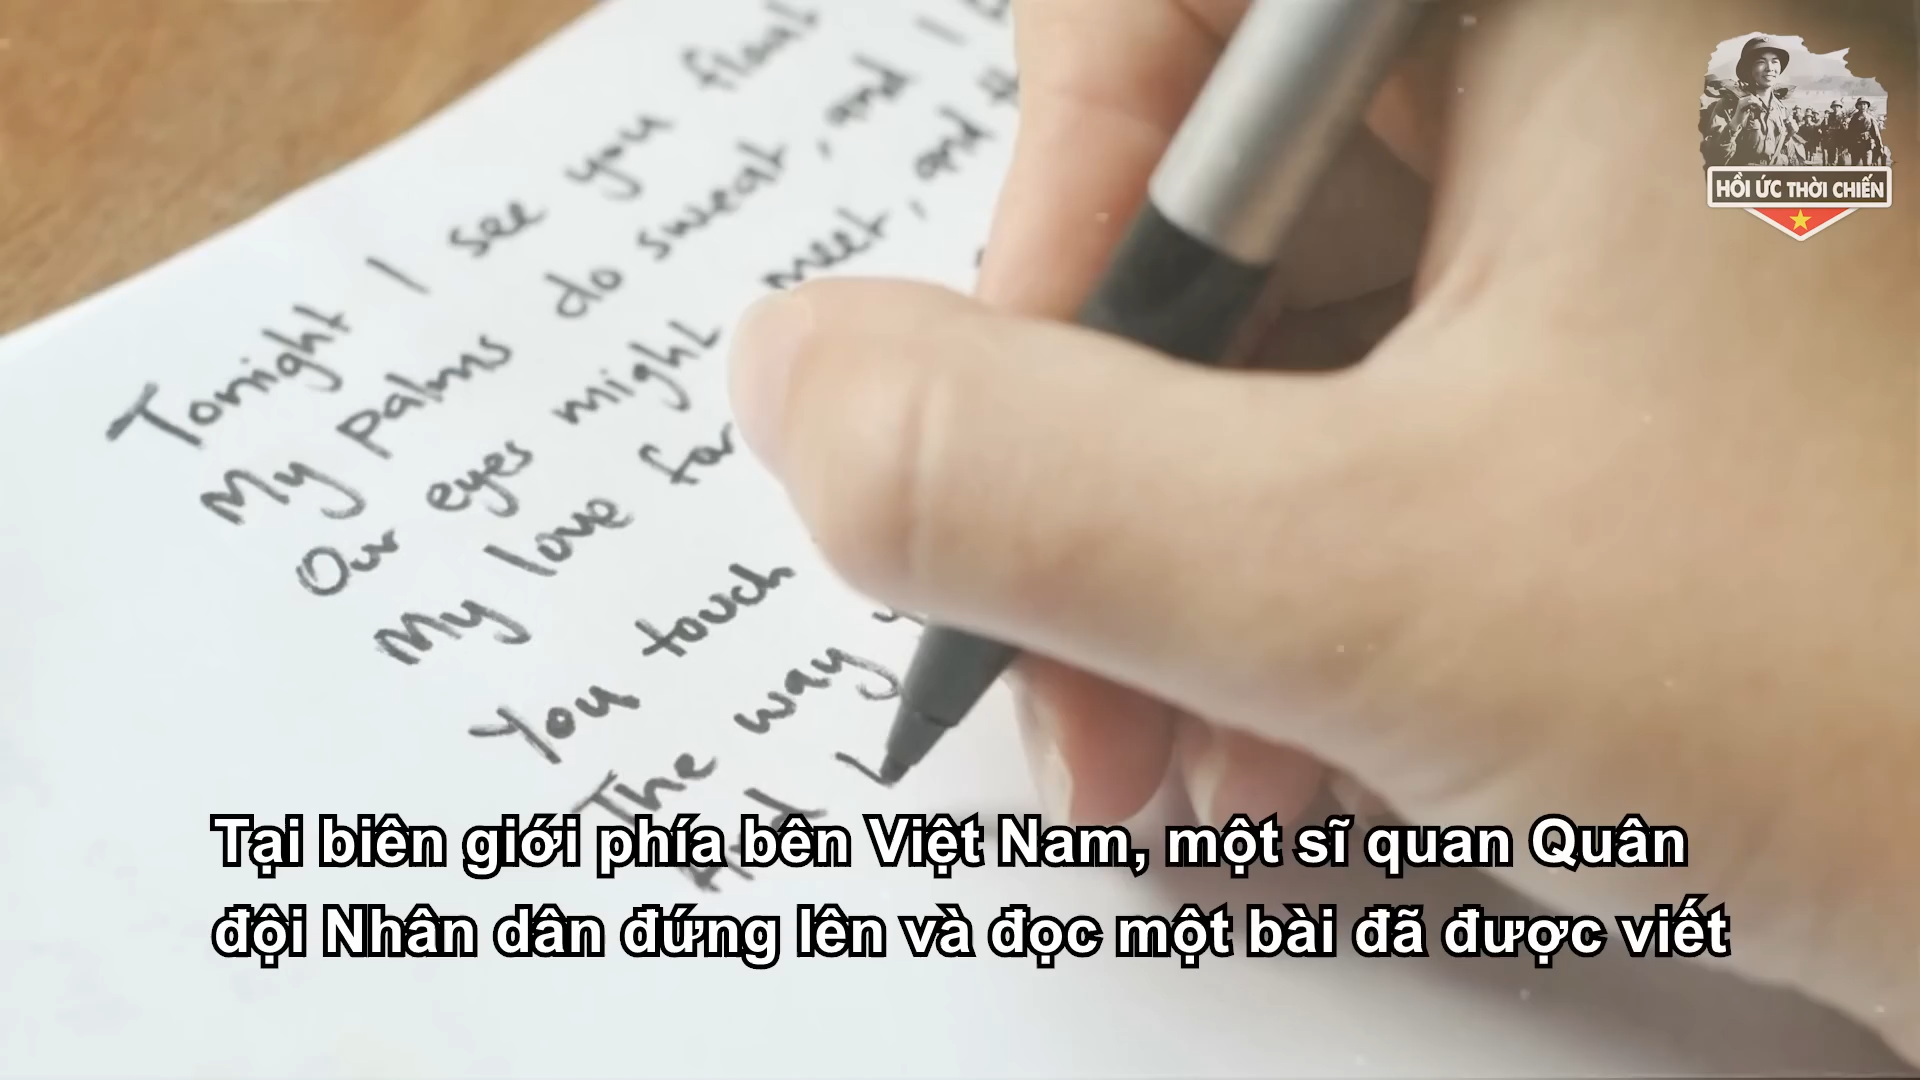 HỒI ỨC THỜI CHIẾN
Tonight I see you float
My palms do sweat, and I
Our eyes might meet, and
My love for
You touch
The way
And
Tại biên giới phía bên Việt Nam, một sĩ quan Quân
đội Nhân dân đứng lên và đọc một bài đã được viết